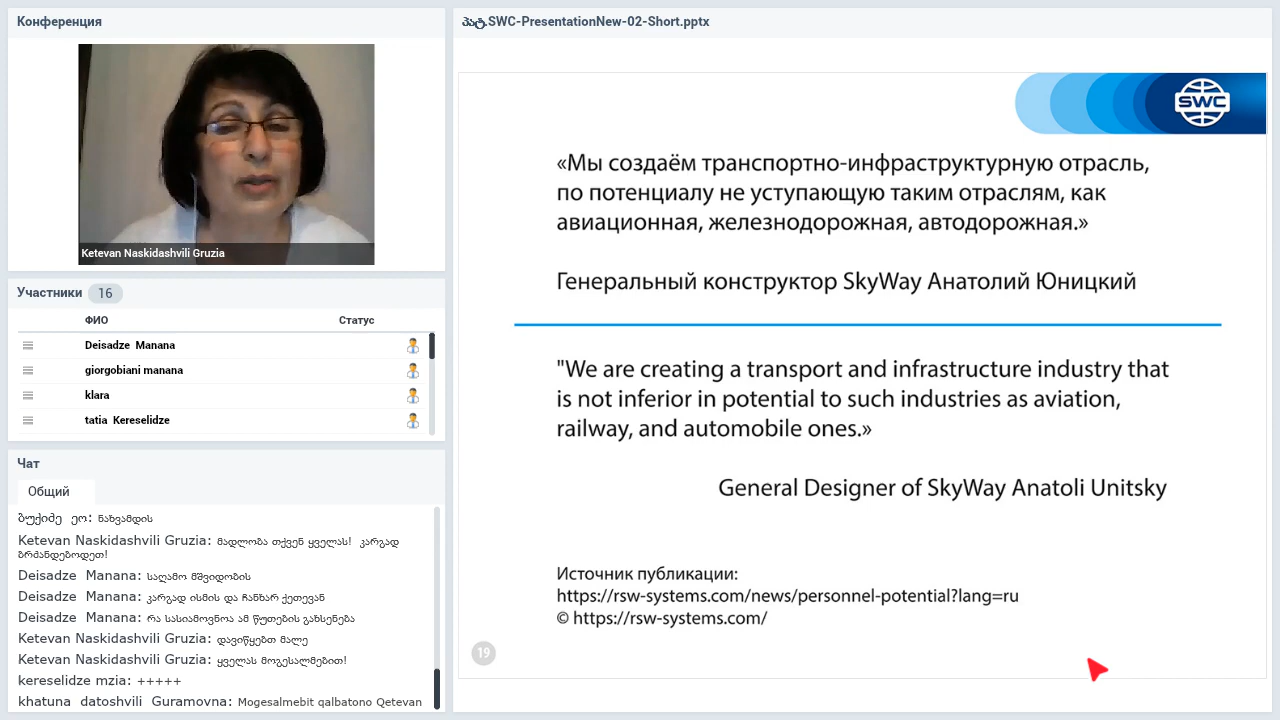 Конференция
Ketevan Naskidashvili Gruzia
Участники 16
ФИО Статус
Deisadze Manana
giorgobiani manana
klara
tatia Kereselidze
Чат
Общий
ბუქიძე ეო: ნახვამდის
Ketevan Naskidashvili Gruzia: მადლობა თქვენ ყველას! კარგად
ბრძანდებოდეთ!
Deisadze Manana: საღამო მშვიდობის
Deisadze Manana: კარგად ისმის და ჩანხარ ქეთევან
Deisadze Manana: რა სასიამოვნოა ამ წუთების გახსენება
Ketevan Naskidashvili Gruzia: დავიწყებთ მალე
Ketevan Naskidashvili Gruzia: ყველას მოგესალმებით!
kereselidze mzia: +++++
khatuna datoshvili Guramovna: Mogesalmebit qalbatono Qetevan
პატ.SWC-PresentationNew-02-Short.pptx
SWC
«Мы создаём транспортно-инфраструктурную отрасль,
по потенциалу не уступающую таким отраслям, как
авиационная, железнодорожная, автодорожная.»
Генеральный конструктор SkyWay Анатолий Юницкий
"We are creating a transport and infrastructure industry that
is not inferior in potential to such industries as aviation,
railway, and automobile ones.»
General Designer of SkyWay Anatoli Unitsky
Источник публикации:
https://rsw-systems.com/news/personnel-potential?lang=ru
© https://rsw-systems.com/
19